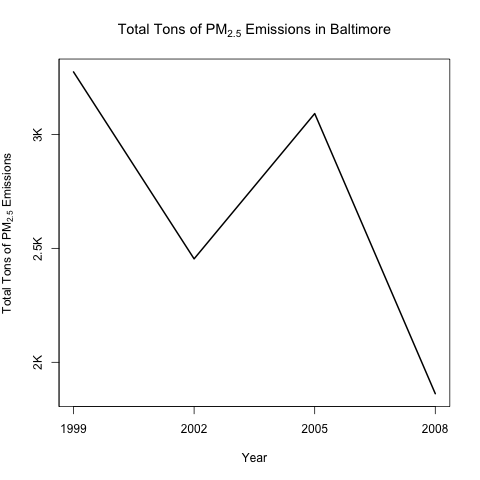 Total Tons of PM2.5 Emissions in Baltimore
Total Tons of PM2.5 Emissions
3K
2.5K
2K
1999 2002 2005 2008
Year